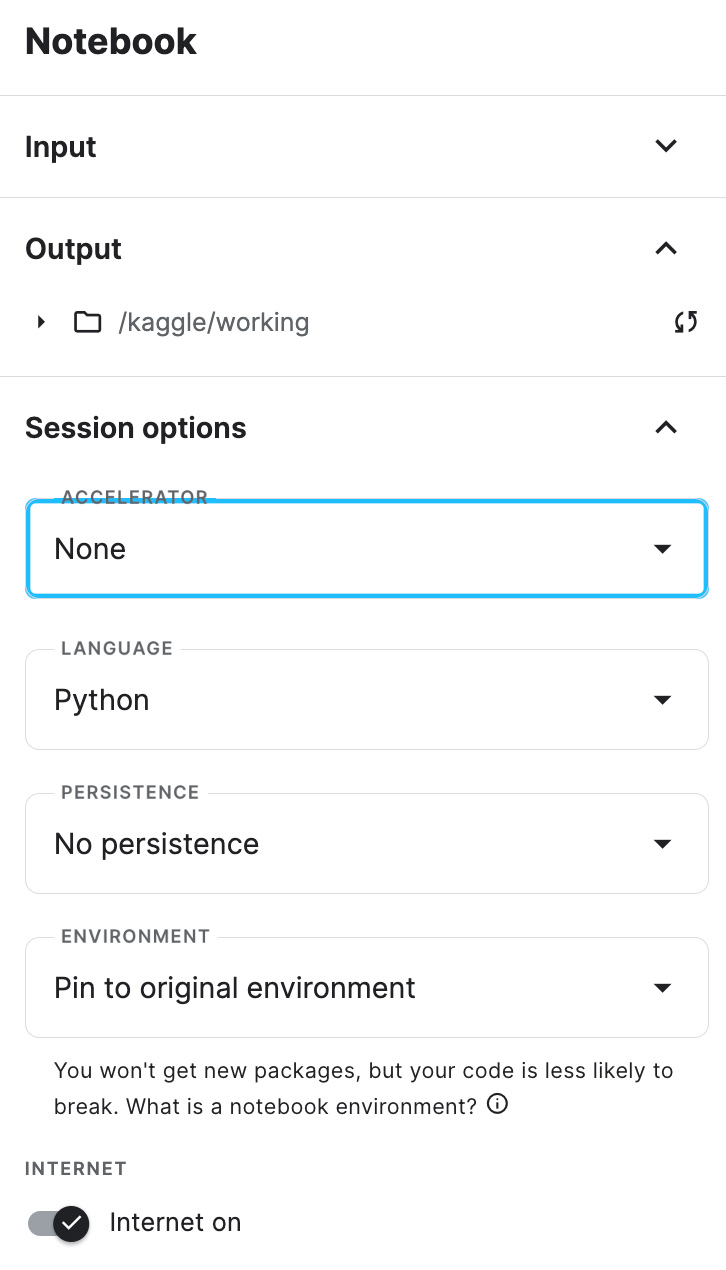 Notebook
Input
Output
/kaggle/working
Session options
ACCELERATOR
None
LANGUAGE
Python
PERSISTENCE
No persistence
ENVIRONMENT
Pin to original environment
You won't get new packages, but your code is less likely to
break. What is a notebook environment?
INTERNET
Internet on